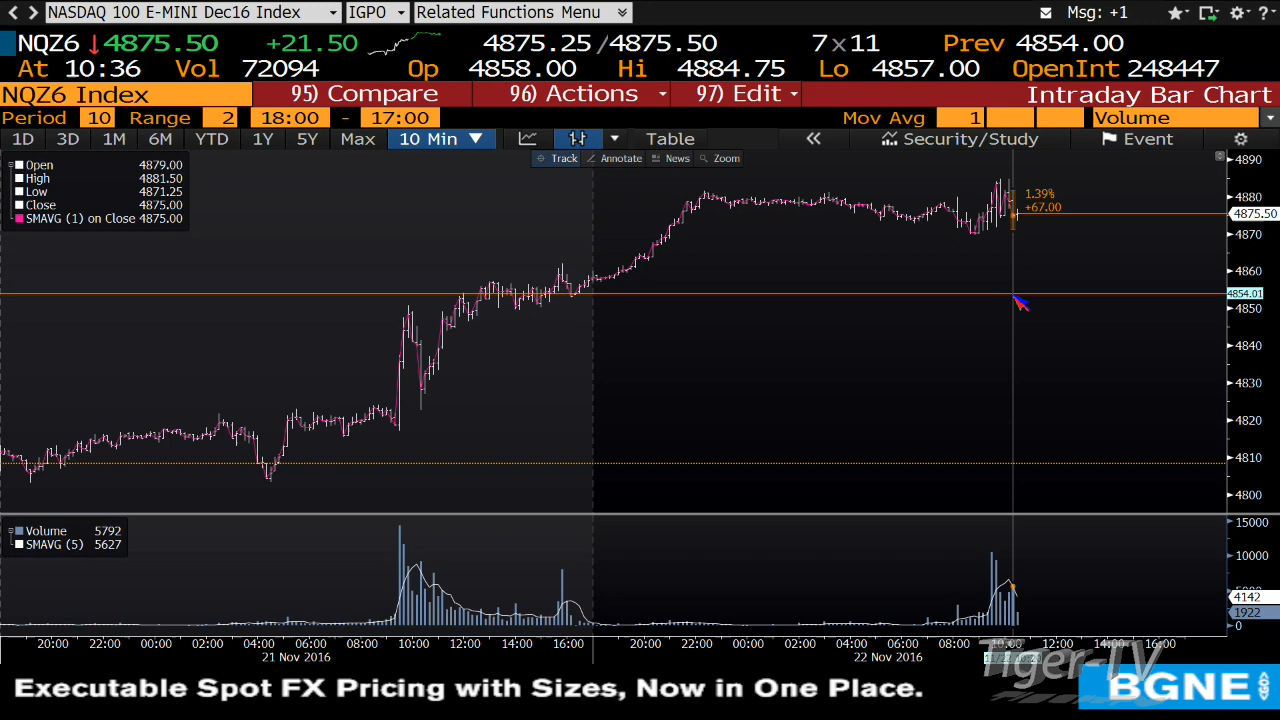 NASDAQ 100 E-MINI Dec16 Index IGPO Related Functions Menu Msg: +1
NQZ6 ↓4875.50 +21.50 4875.25/4875.50 7x11 Prev 4854.00
At 10:36 Vol 72094 Op 4858.00 Hi 4884.75 Lo 4857.00 OpenInt 248447
NQZ6 Index 95) Compare 96) Actions 97) Edit Intraday Bar Chart
Period 10 Range 2 18:00 - 17:00 Mov Avg 1 Volume
1D 3D 1M 6M YTD 1Y 5Y Max 10 Min ▼ Table « Security/Study Event
Track Annotate News Zoom
Open 4879.00
High 4881.50
Low 4871.25
Close 4875.00
SMAVG (1) on Close 4875.00
1.39%
+67.00
4890
4880
4875.50
4870
4860
4854.01
4850
4840
4830
4820
4810
4800
Volume 5792
SMAVG (5) 5627
15000
10000
4142
1922
0
20:00 22:00 00:00 02:00 04:00 06:00 08:00 10:00 12:00 14:00 16:00 20:00 22:00 00:00 02:00 04:00 06:00 08:00 10:00 12:00 14:00 16:00
21 Nov 2016 22 Nov 2016
Tiger-TV
Executable Spot FX Pricing with Sizes, Now in One Place.
BGNE